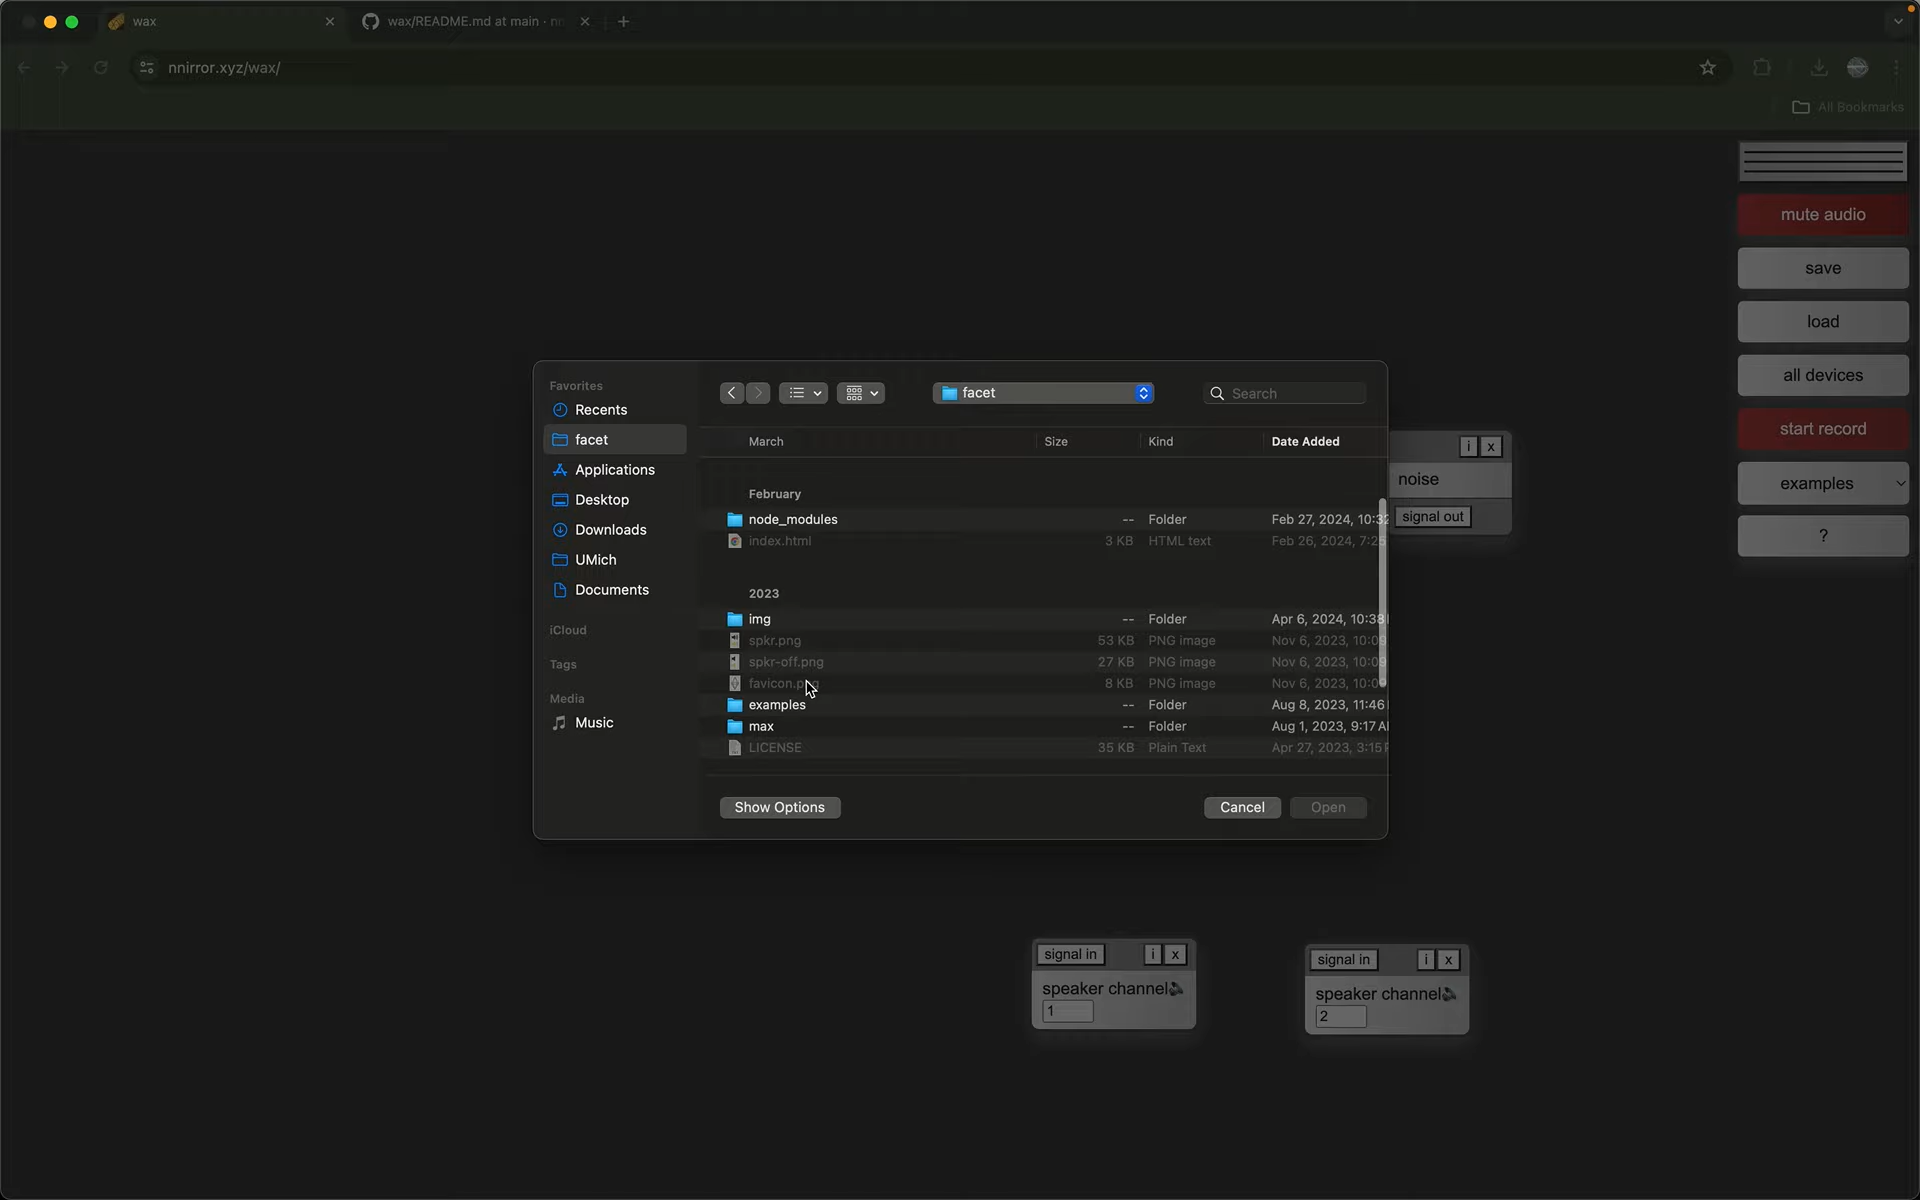 wax
wax/README.md at main · nn
nnirror.xyz/wax/
All Bookmarks
mute audio
save
load
all devices
start record
examples
?
Favorites
Recents
facet
Applications
Desktop
Downloads
UMich
Documents
iCloud
Tags
Media
Music
facet
Search
March Size Kind Date Added
February
node_modules -- Folder Feb 27, 2024, 10:32
index.html 3 KB HTML text Feb 26, 2024, 7:25
2023
img -- Folder Apr 6, 2024, 10:38
spkr.png 53 KB PNG image Nov 6, 2023, 10:09
spkr-off.png 27 KB PNG image Nov 6, 2023, 10:09
favicon.png 8 KB PNG image Nov 6, 2023, 10:09
examples -- Folder Aug 8, 2023, 11:46
max -- Folder Aug 1, 2023, 9:17 A
LICENSE 35 KB Plain Text Apr 27, 2023, 3:15
Show Options Cancel Open
i x
noise
signal out
signal in i x
speaker channel
1
signal in i x
speaker channel
2